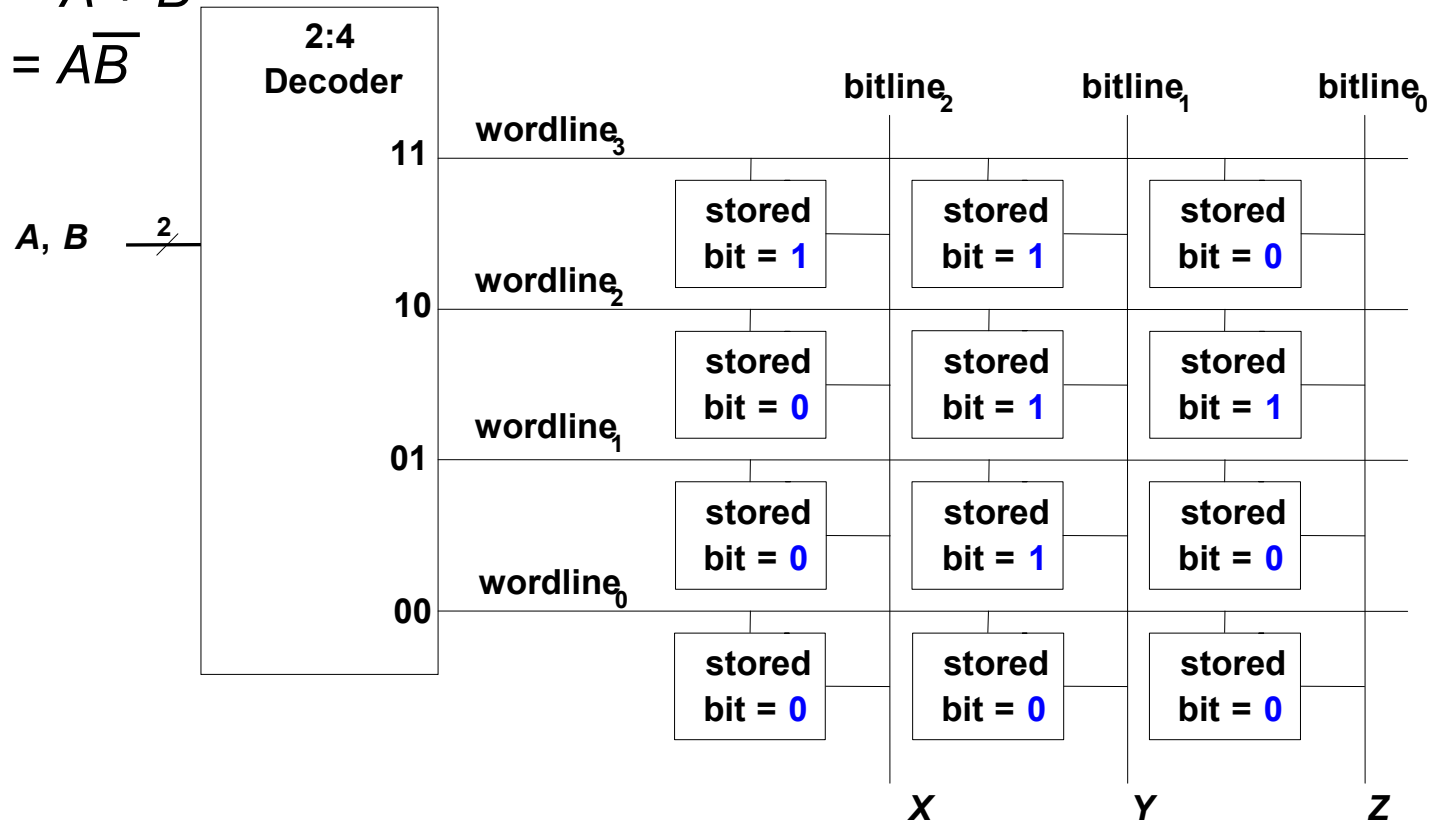 A + B
= AB̅
2:4
Decoder
bitline2 bitline1 bitline0
wordline3
11
A, B 2
stored stored stored
bit = 1 bit = 1 bit = 0
wordline2
10
stored stored stored
bit = 0 bit = 1 bit = 1
wordline1
01
stored stored stored
bit = 0 bit = 1 bit = 0
wordline0
00
stored stored stored
bit = 0 bit = 0 bit = 0
X Y Z